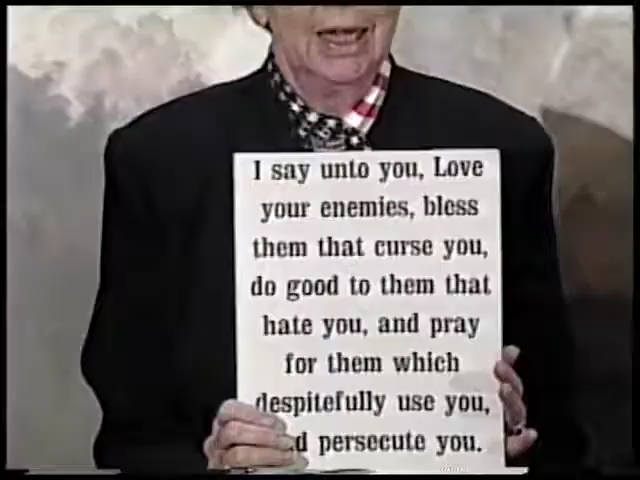 I say unto you, Love
your enemies, bless
them that curse you,
do good to them that
hate you, and pray
for them which
despitefully use you,
d persecute you.